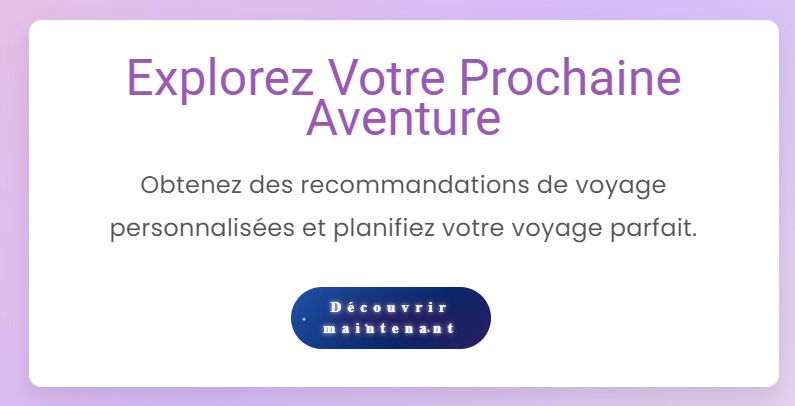 Explorez Votre Prochaine
Aventure
Obtenez des recommandations de voyage
personnalisées et planifiez votre voyage parfait.
Découvrir
maintenant